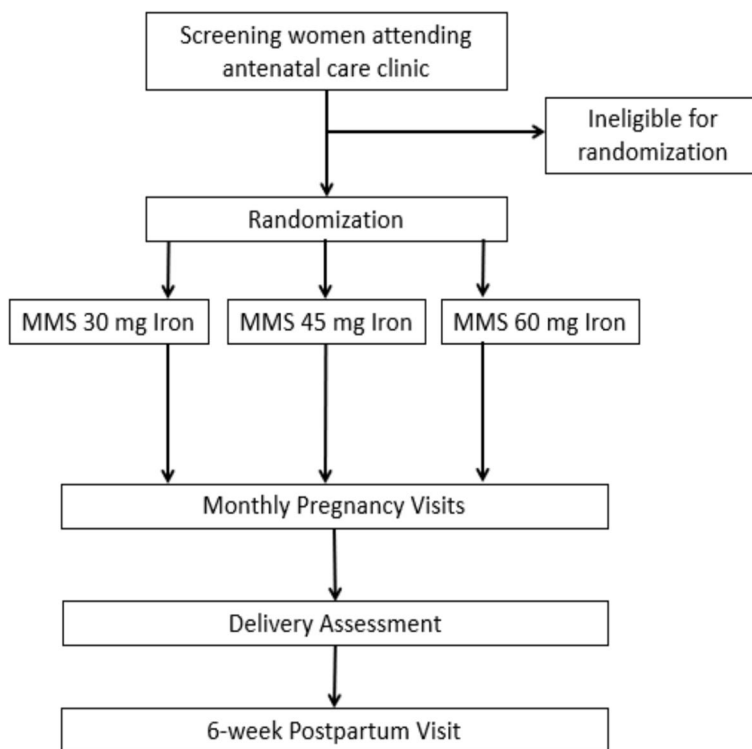 Screening women attending
antenatal care clinic
Ineligible for
randomization
Randomization
MMS 30 mg Iron
MMS 45 mg Iron
MMS 60 mg Iron
Monthly Pregnancy Visits
Delivery Assessment
6-week Postpartum Visit